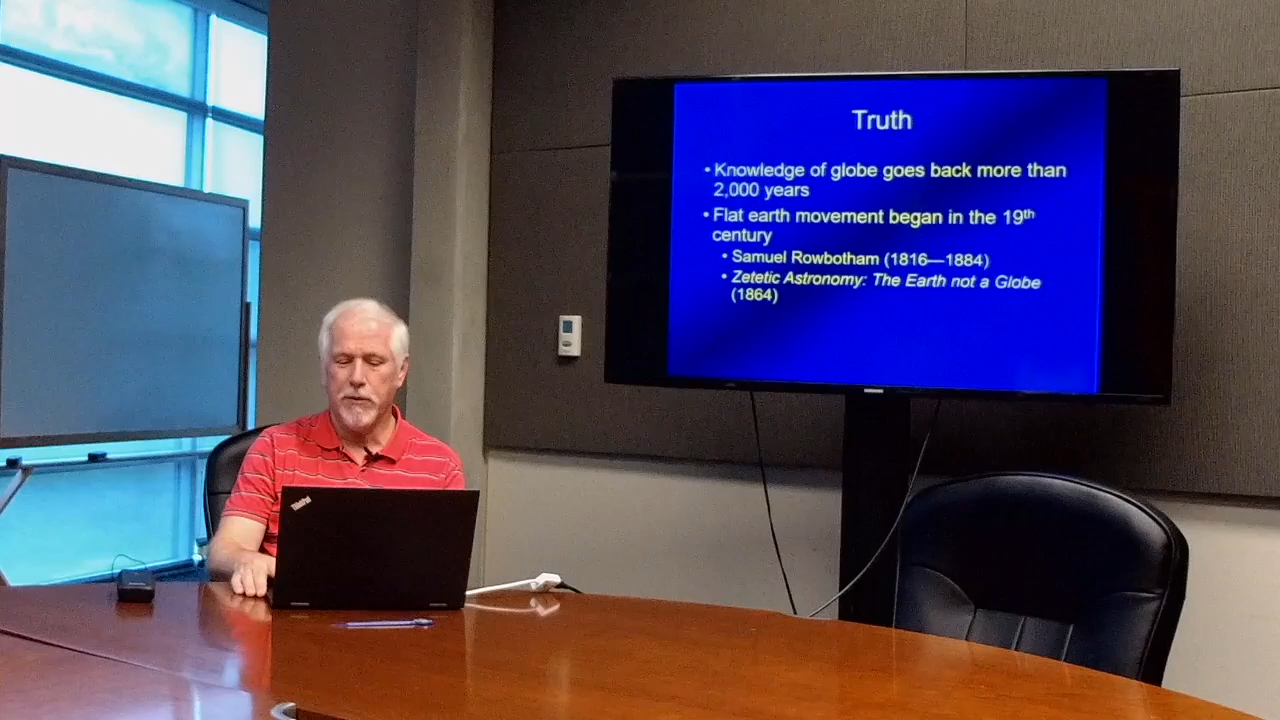 Truth
• Knowledge of globe goes back more than
2,000 years
• Flat earth movement began in the 19th
century
• Samuel Rowbotham (1816—1884)
• Zetetic Astronomy: The Earth not a Globe
(1864)
ThinkPad